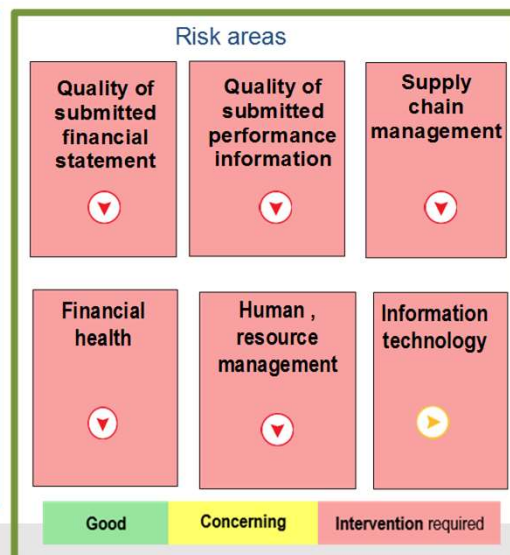 Risk areas
Quality of
submitted
financial
statement
Quality of
submitted
performance
information
Supply
chain
management
Financial
health
Human ,
resource
management
Information
technology
Good
Concerning
Intervention required